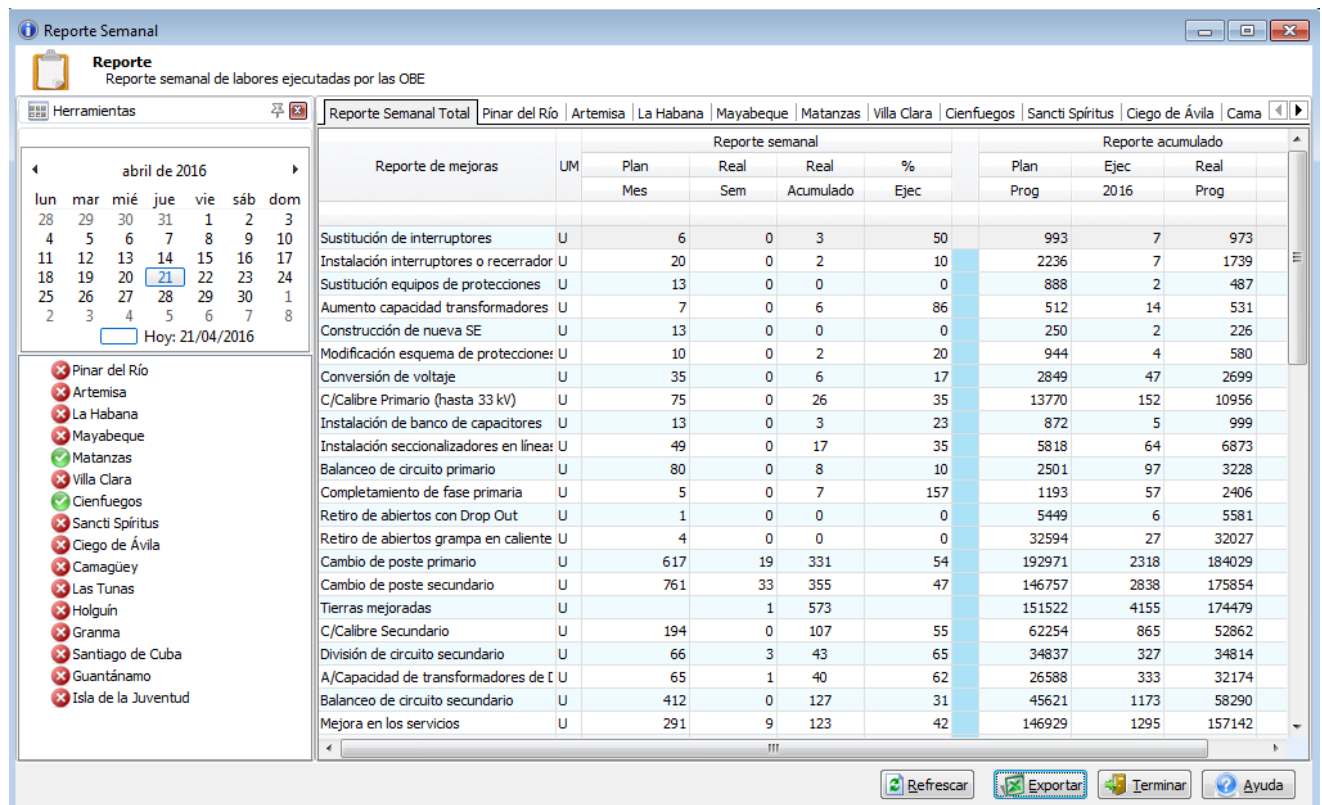 Reporte Semanal
Reporte
Reporte semanal de labores ejecutadas por las OBE
Herramientas
abril de 2016
lun mar mié jue vie sáb dom
28 29 30 31 1 2 3
4 5 6 7 8 9 10
11 12 13 14 15 16 17
18 19 20 21 22 23 24
25 26 27 28 29 30 1
2 3 4 5 6 7 8
Hoy: 21/04/2016
Pinar del Río
Artemisa
La Habana
Mayabeque
Matanzas
Villa Clara
Cienfuegos
Sancti Spíritus
Ciego de Ávila
Camagüey
Las Tunas
Holguín
Granma
Santiago de Cuba
Guantánamo
Isla de la Juventud
Reporte Semanal Total Pinar del Río Artemisa La Habana Mayabeque Matanzas Villa Clara Cienfuegos Sancti Spíritus Ciego de Ávila Cama
Reporte semanal Reporte acumulado
Reporte de mejoras UM Plan Real Real % Plan Ejec Real
Mes Sem Acumulado Ejec Prog 2016 Prog
Sustitución de interruptores U 6 0 3 50 993 7 973
Instalación interruptores o recerrador U 20 0 2 10 2236 7 1739
Sustitución equipos de protecciones U 13 0 0 0 888 2 487
Aumento capacidad transformadores U 7 0 6 86 512 14 531
Construcción de nueva SE U 13 0 0 0 250 2 226
Modificación esquema de protecciones U 10 0 2 20 944 4 580
Conversión de voltaje U 35 0 6 17 2849 47 2699
C/Calibre Primario (hasta 33 kV) U 75 0 26 35 13770 152 10956
Instalación de banco de capacitores U 13 0 3 23 872 5 999
Instalación seccionalizadores en líneas U 49 0 17 35 5818 64 6873
Balanceo de circuito primario U 80 0 8 10 2501 97 3228
Completamiento de fase primaria U 5 0 7 157 1193 57 2406
Retiro de abiertos con Drop Out U 1 0 0 0 5449 6 5581
Retiro de abiertos grampa en caliente U 4 0 0 0 32594 27 32027
Cambio de poste primario U 617 19 331 54 192971 2318 184029
Cambio de poste secundario U 761 33 355 47 146757 2838 175854
Tierras mejoradas U 1 573 151522 4155 174479
C/Calibre Secundario U 194 0 107 55 62254 865 52862
División de circuito secundario U 66 3 43 65 34837 327 34814
A/Capacidad de transformadores de U 65 1 40 62 26588 333 32174
Balanceo de circuito secundario U 412 0 127 31 45621 1173 58290
Mejora en los servicios U 291 9 123 42 146929 1295 157142
Refrescar Exportar Terminar Ayuda